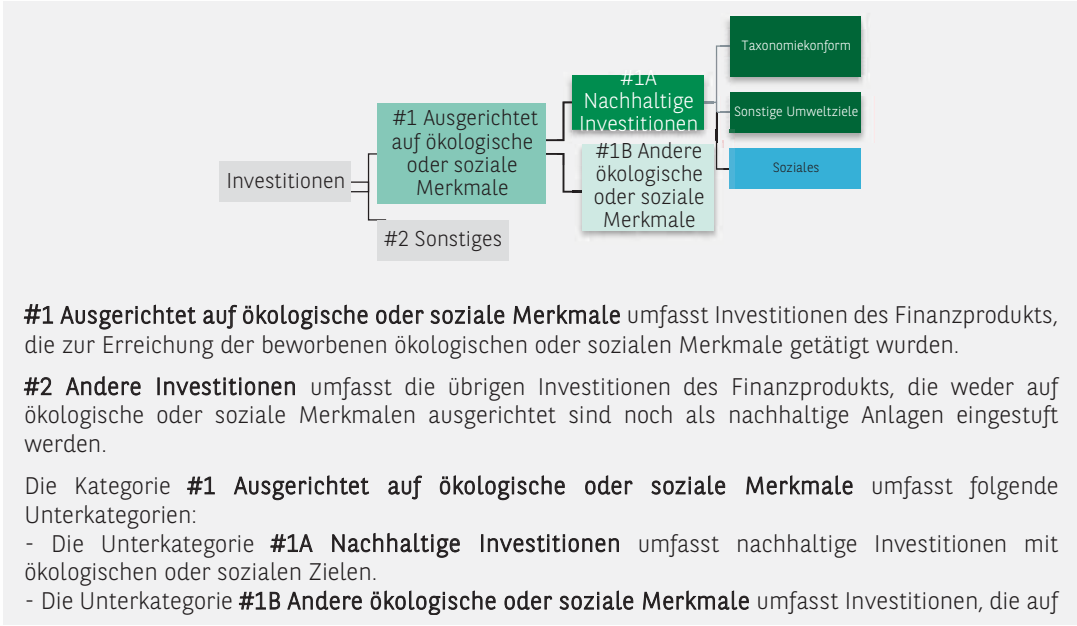 Taxonomiekonform
#1A
Nachhaltige
Investitionen
Sonstige Umweltziele
#1 Ausgerichtet
auf ökologische
oder soziale
Merkmale
#1B Andere
ökologische
oder soziale
Merkmale
Soziales
Investitionen
#2 Sonstiges
#1 Ausgerichtet auf ökologische oder soziale Merkmale umfasst Investitionen des Finanzprodukts,
die zur Erreichung der beworbenen ökologischen oder sozialen Merkmale getätigt wurden.
#2 Andere Investitionen umfasst die übrigen Investitionen des Finanzprodukts, die weder auf
ökologische oder soziale Merkmalen ausgerichtet sind noch als nachhaltige Anlagen eingestuft
werden.
Die Kategorie #1 Ausgerichtet auf ökologische oder soziale Merkmale umfasst folgende
Unterkategorien:
- Die Unterkategorie #1A Nachhaltige Investitionen umfasst nachhaltige Investitionen mit
ökologischen oder sozialen Zielen.
- Die Unterkategorie #1B Andere ökologische oder soziale Merkmale umfasst Investitionen, die auf